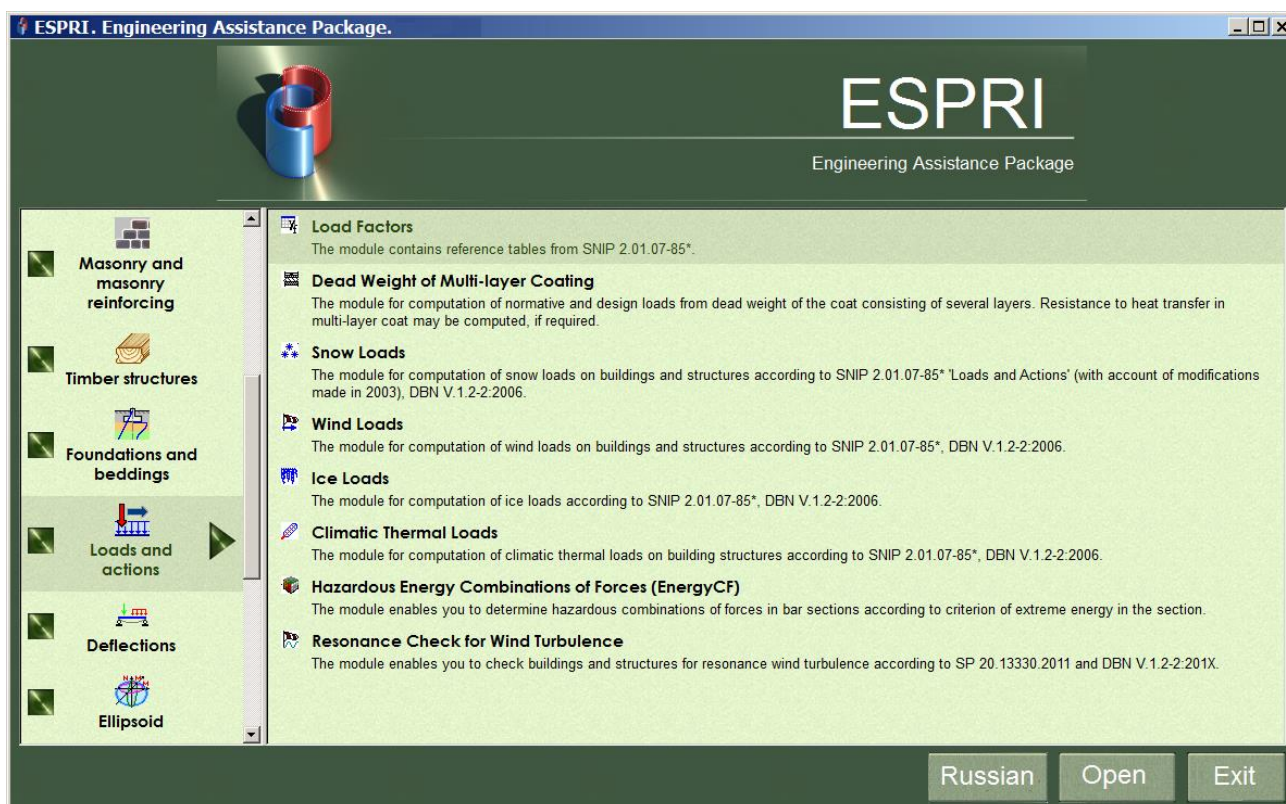 ESPRI. Engineering Assistance Package.
ESPRI
Engineering Assistance Package
Masonry and
masonry
reinforcing
Timber structures
Foundations and
beddings
Loads and
actions
Deflections
Ellipsoid
Load Factors
The module contains reference tables from SNIP 2.01.07-85*.
Dead Weight of Multi-layer Coating
The module for computation of normative and design loads from dead weight of the coat consisting of several layers. Resistance to heat transfer in
multi-layer coat may be computed, if required.
Snow Loads
The module for computation of snow loads on buildings and structures according to SNIP 2.01.07-85* 'Loads and Actions' (with account of modifications
made in 2003), DBN V.1.2-2:2006.
Wind Loads
The module for computation of wind loads on buildings and structures according to SNIP 2.01.07-85*, DBN V.1.2-2:2006.
Ice Loads
The module for computation of ice loads according to SNIP 2.01.07-85*, DBN V.1.2-2:2006.
Climatic Thermal Loads
The module for computation of climatic thermal loads on building structures according to SNIP 2.01.07-85*, DBN V.1.2-2:2006.
Hazardous Energy Combinations of Forces (EnergyCF)
The module enables you to determine hazardous combinations of forces in bar sections according to criterion of extreme energy in the section.
Resonance Check for Wind Turbulence
The module enables you to check buildings and structures for resonance wind turbulence according to SP 20.13330.2011 and DBN V.1.2-2:201X.
Russian
Open
Exit